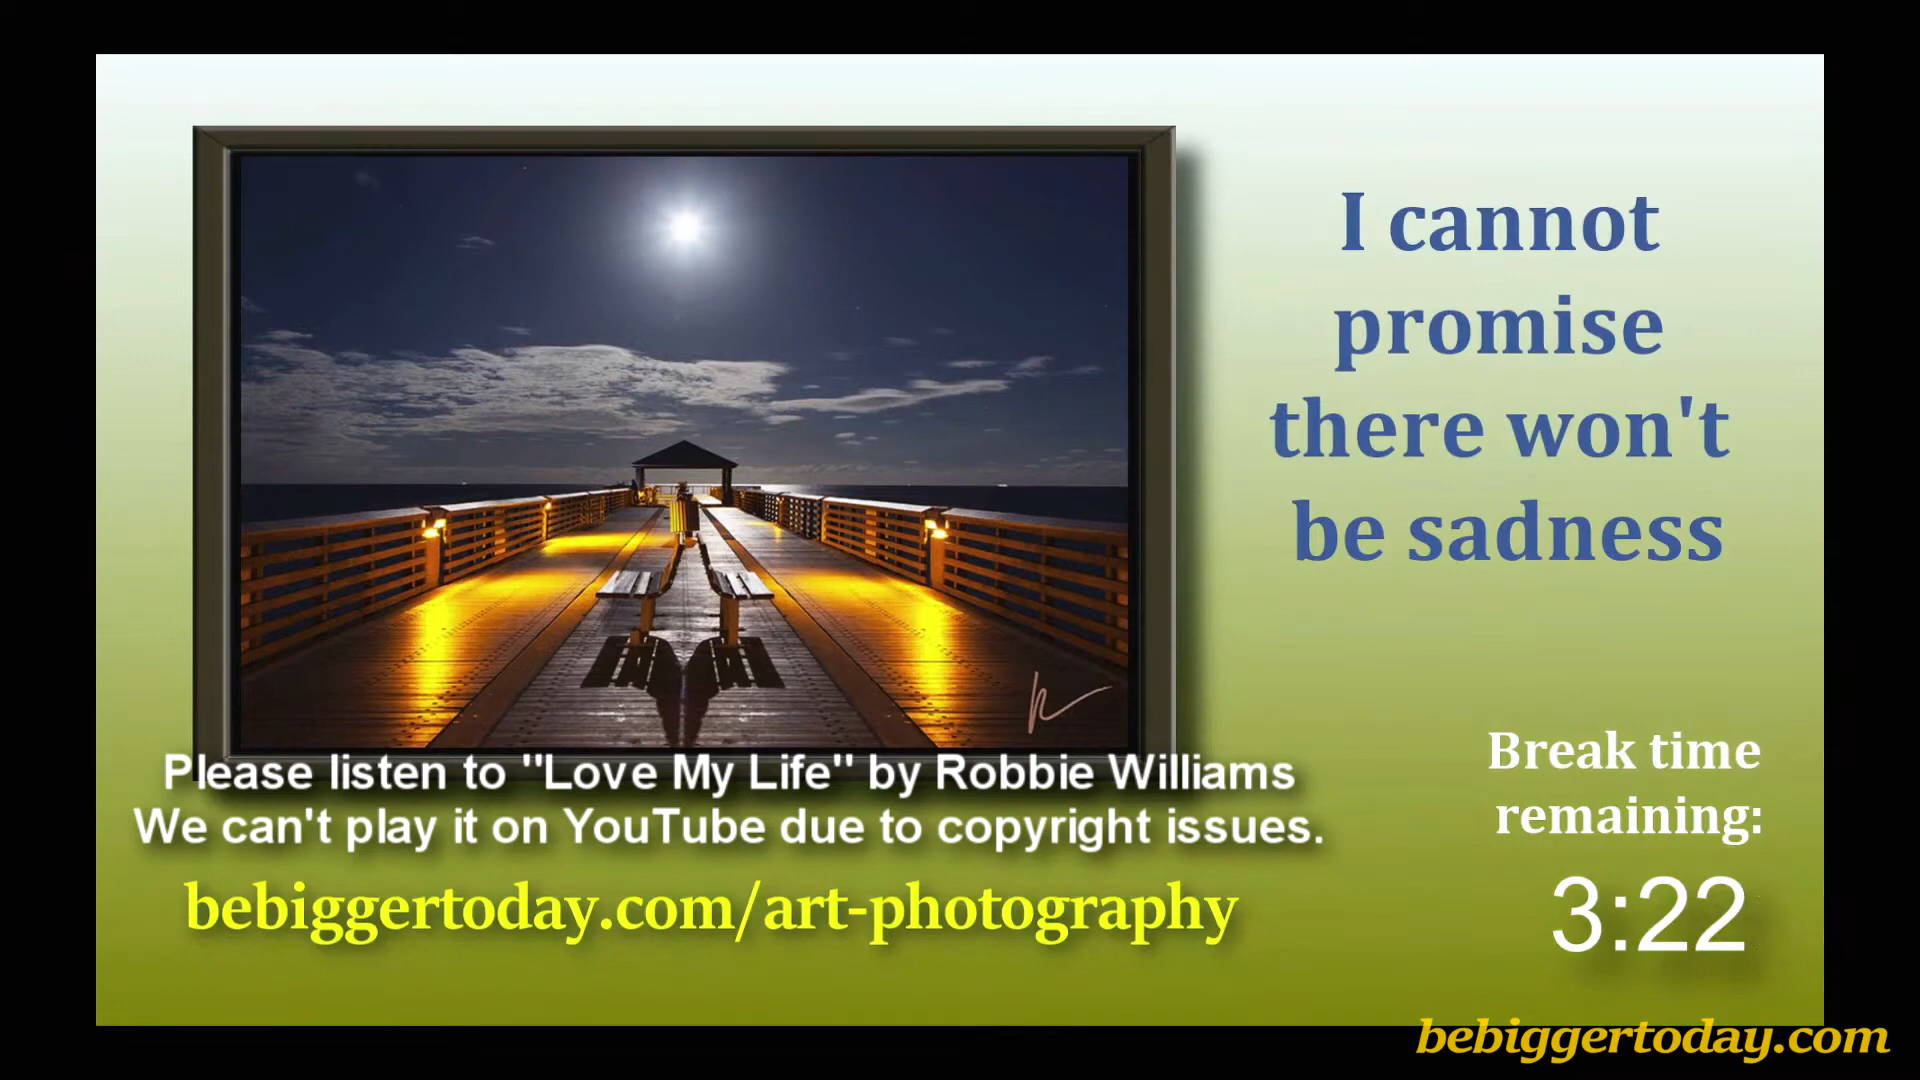 I cannot
promise
there won't
be sadness
Please listen to "Love My Life" by Robbie Williams
We can't play it on YouTube due to copyright issues.
bebiggertoday.com/art-photography
Break time
remaining:
3:22
bebiggertoday.com